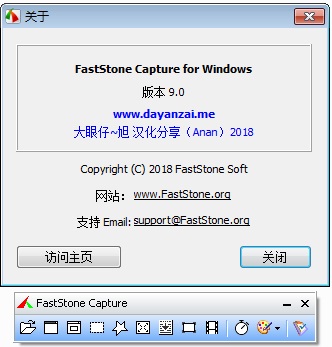 关于
FastStone Capture for Windows
版本 9.0
www.dayanzai.me
大眼仔~旭 汉化分享（Anan）2018
Copyright (C) 2018 FastStone Soft
网站： www.FastStone.org
支持 Email: support@FastStone.org
访问主页 关闭
FastStone Capture